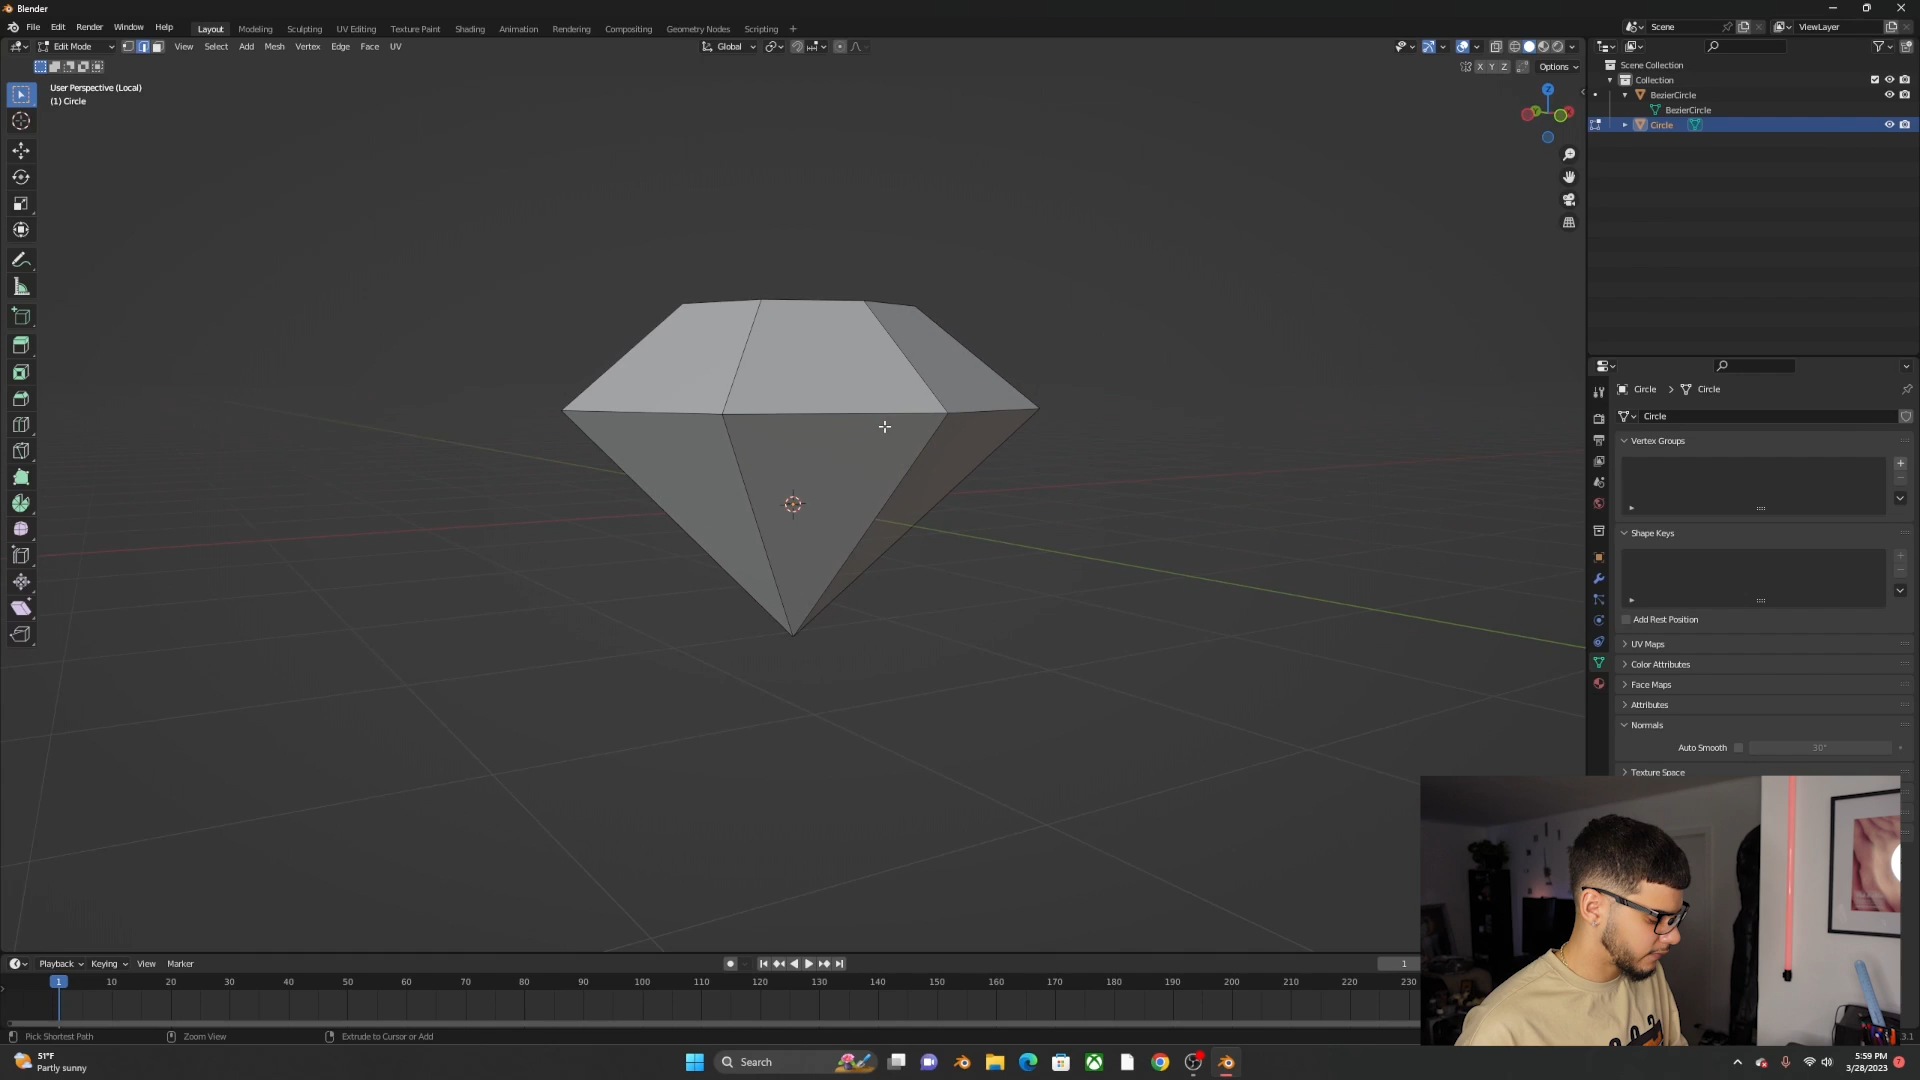 Blender
File Edit Render Window Help Layout Modeling Sculpting UV Editing Texture Paint Shading Animation Rendering Compositing Geometry Nodes Scripting + Scene ViewLayer
Edit Mode View Select Add Mesh Vertex Edge Face UV Global
X Y Z Options
User Perspective (Local)
(1) Circle
Z
Scene Collection
Collection
BezierCircle
BezierCircle
Circle
Circle > Circle
Circle
Vertex Groups
Shape Keys
Add Rest Position
UV Maps
Color Attributes
Face Maps
Attributes
Normals
Auto Smooth 30°
Texture Space
Playback Keying View Marker 1
1 10 20 30 40 50 60 70 80 90 100 110 120 130 140 150 160 170 180 190 200 210 220 230
Pick Shortest Path Zoom View Extrude to Cursor or Add 3.1
51°F
Partly sunny
Search
5:59 PM
3/28/2023
7